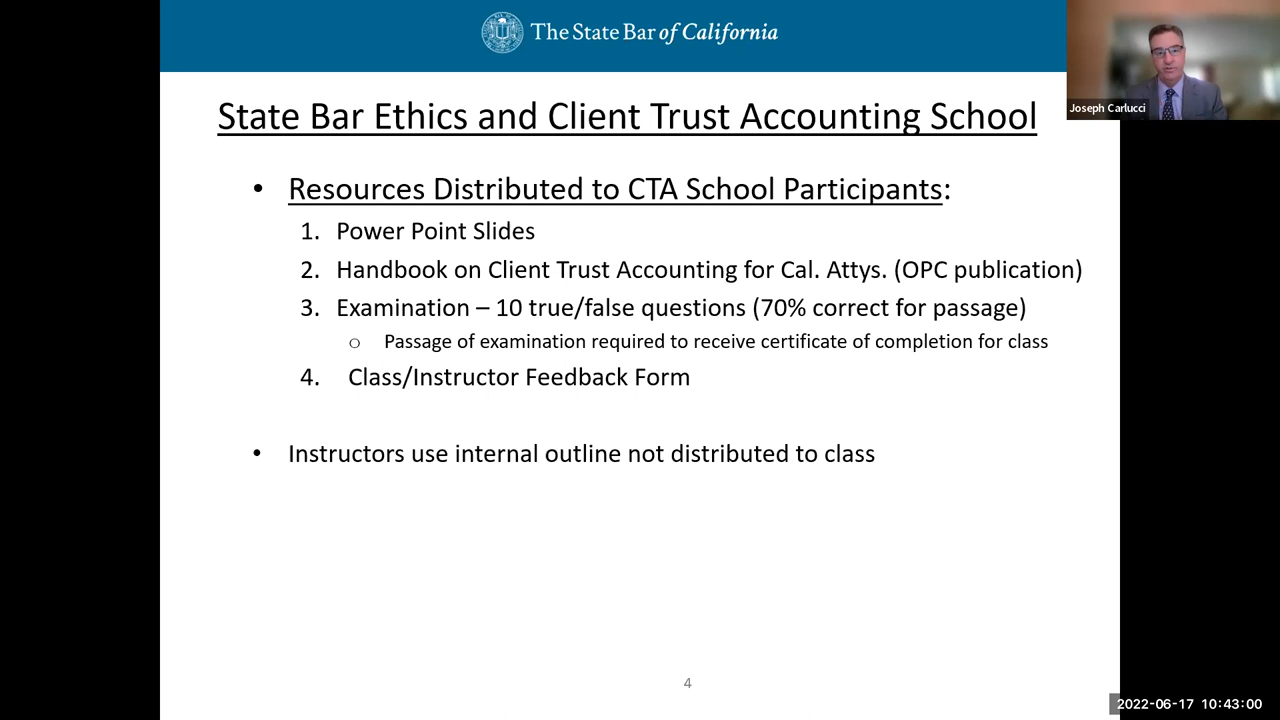 The State Bar of California
Joseph Carlucci
State Bar Ethics and Client Trust Accounting School
• Resources Distributed to CTA School Participants:
1. Power Point Slides
2. Handbook on Client Trust Accounting for Cal. Attys. (OPC publication)
3. Examination – 10 true/false questions (70% correct for passage)
○ Passage of examination required to receive certificate of completion for class
4. Class/Instructor Feedback Form
• Instructors use internal outline not distributed to class
4
2022-06-17 10:43:00